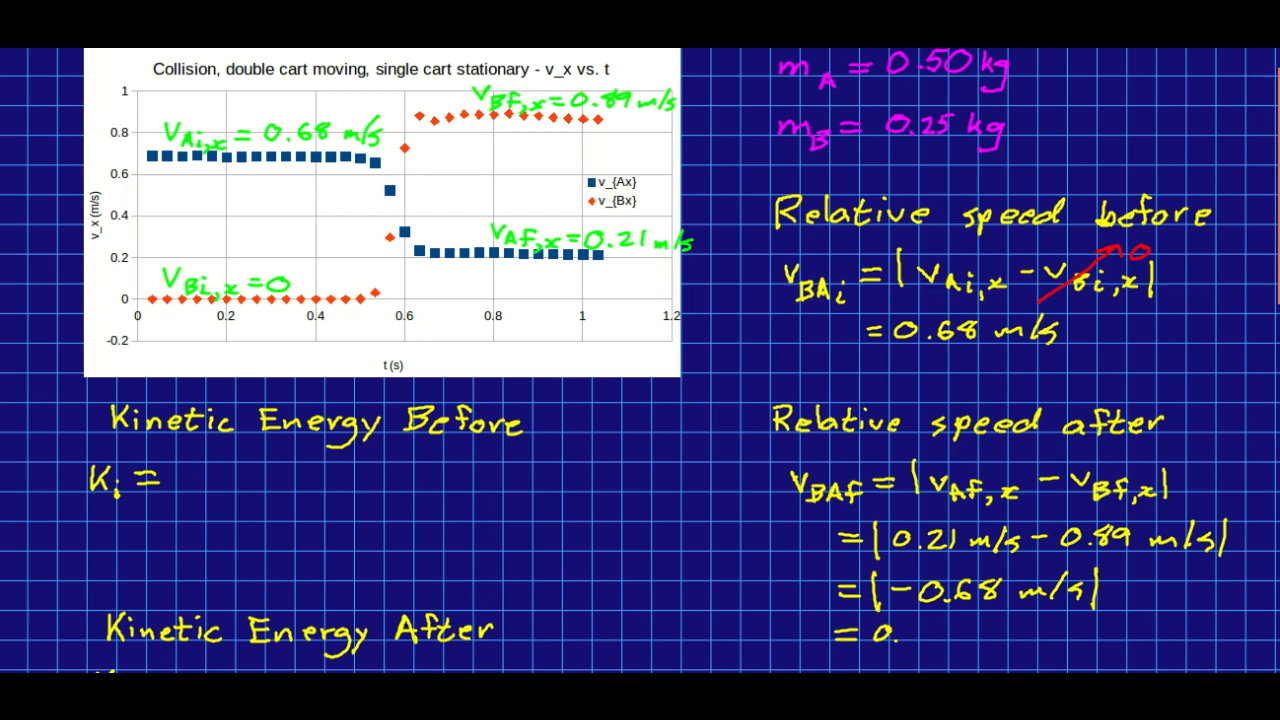 Collision, double cart moving, single cart stationary - v_x vs. t
v_x (m/s)
1
0.8
0.6
0.4
0.2
0
-0.2
0 0.2 0.4 0.6 0.8 1 1.2
t (s)
v_{Ax}
v_{Bx}
v_{Ai,x} = 0.68 m/s
v_{Bf,x} = 0.89 m/s
v_{Af,x} = 0.21 m/s
v_{Bi,x} = 0
m_A = 0.50 kg
m_B = 0.25 kg
Relative speed before
v_{BAi} = | v_{Ai,x} - v_{Bi,x} | 0
= 0.68 m/s
Kinetic Energy Before
K_i =
Kinetic Energy After
Relative speed after
v_{BAf} = | v_{Af,x} - v_{Bf,x} |
= | 0.21 m/s - 0.89 m/s |
= | -0.68 m/s |
= 0.